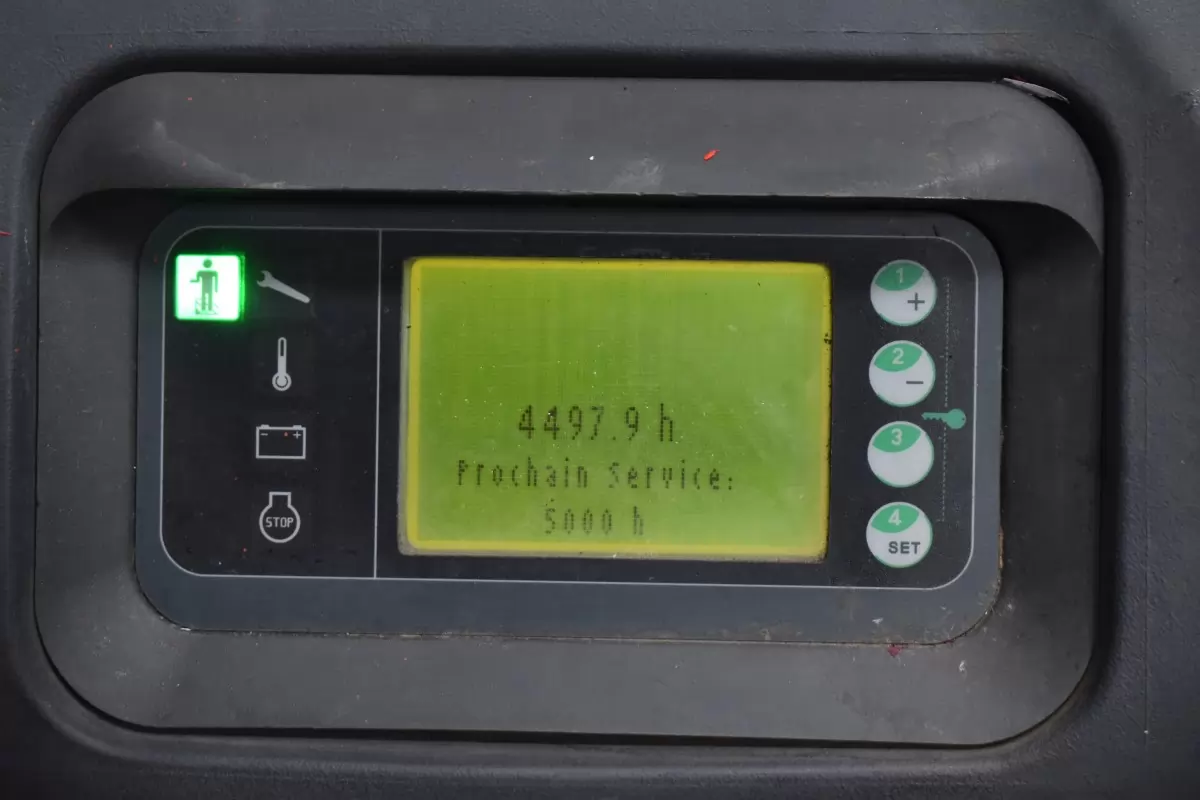 4497.9 h
Prochain Service:
5000 h
1
+
2
−
3
4
SET
STOP
− +